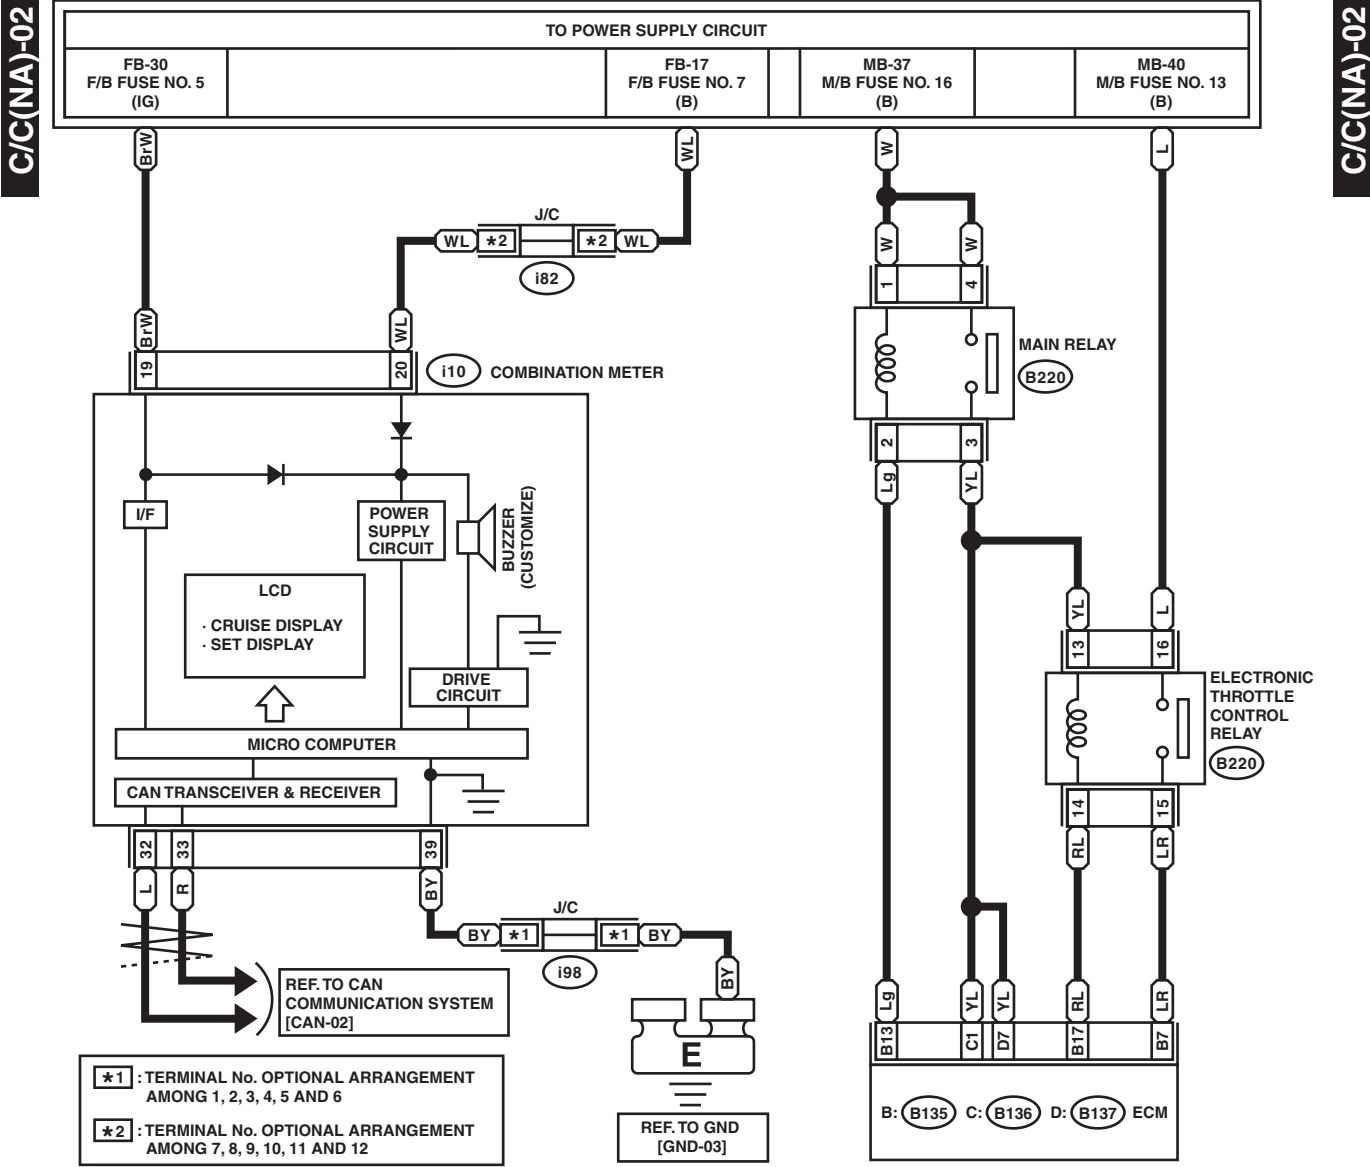 C/C(NA)-02
C/C(NA)-02
TO POWER SUPPLY CIRCUIT
FB-30
F/B FUSE NO. 5
(IG)
FB-17
F/B FUSE NO. 7
(B)
MB-37
M/B FUSE NO. 16
(B)
MB-40
M/B FUSE NO. 13
(B)
BrW
WL
W
L
J/C
WL
*2
*2
WL
i82
W
W
1
4
BrW
WL
19
20
i10
COMBINATION METER
MAIN RELAY
B220
2
3
Lg
YL
I/F
POWER
SUPPLY
CIRCUIT
BUZZER
(CUSTOMIZE)
LCD
· CRUISE DISPLAY
· SET DISPLAY
DRIVE
CIRCUIT
MICRO COMPUTER
CAN TRANSCEIVER & RECEIVER
YL
L
13
16
ELECTRONIC
THROTTLE
CONTROL
RELAY
B220
14
15
RL
LR
32
33
39
L
R
BY
J/C
BY
*1
*1
BY
i98
BY
REF. TO CAN
COMMUNICATION SYSTEM
[CAN-02]
E
REF. TO GND
[GND-03]
Lg
YL
YL
RL
LR
B13
C1
D7
B17
B7
B: B135 C: B136 D: B137 ECM
*1 : TERMINAL No. OPTIONAL ARRANGEMENT
AMONG 1, 2, 3, 4, 5 AND 6
*2 : TERMINAL No. OPTIONAL ARRANGEMENT
AMONG 7, 8, 9, 10, 11 AND 12